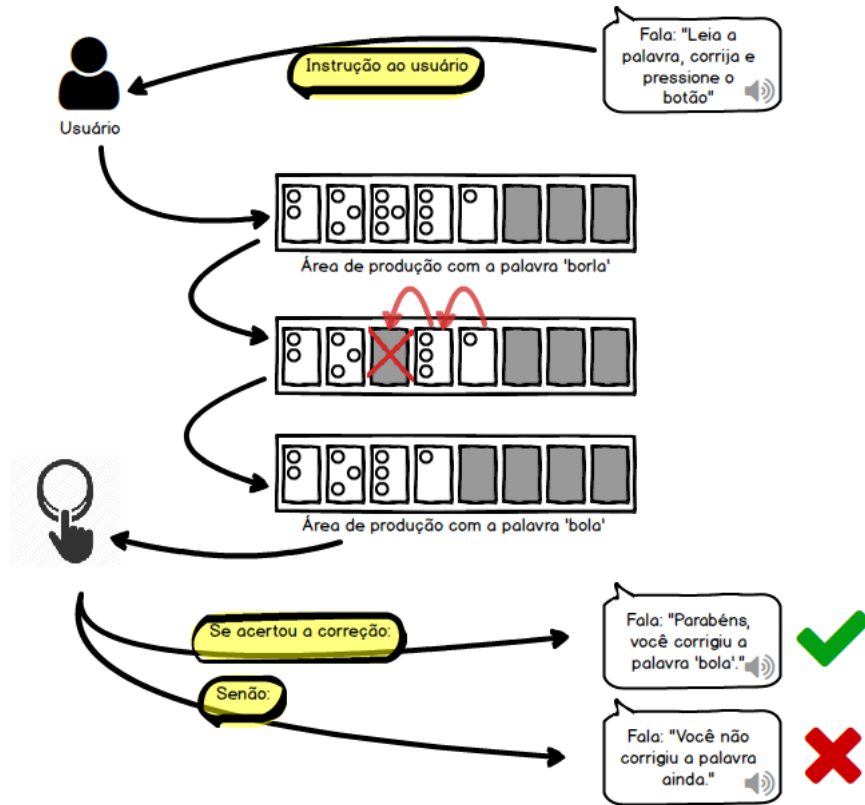 Fala: "Leia a
palavra, corrija e
pressione o
botão"
Instrução ao usuário
Usuário
Área de produção com a palavra 'borla'
Área de produção com a palavra 'bola'
Se acertou a correção:
Fala: "Parabéns,
você corrigiu a
palavra 'bola'."
Senão:
Fala: "Você não
corrigiu a palavra
ainda."